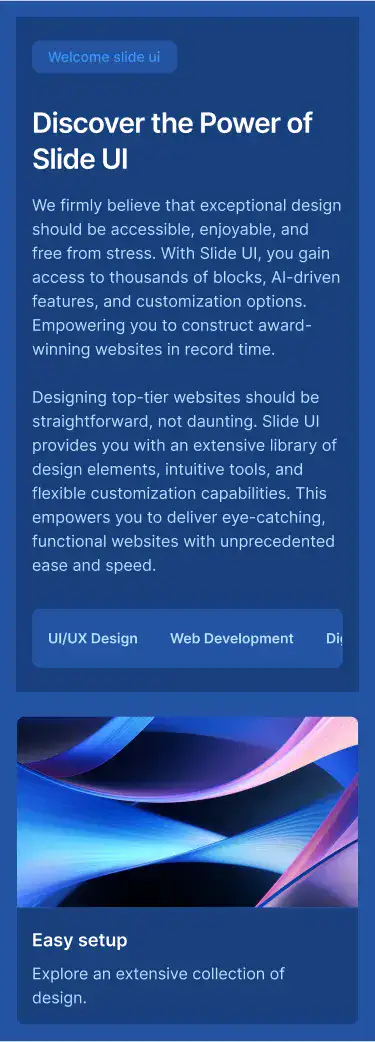 Welcome slide ui
Discover the Power of
Slide UI
We firmly believe that exceptional design
should be accessible, enjoyable, and
free from stress. With Slide UI, you gain
access to thousands of blocks, AI-driven
features, and customization options.
Empowering you to construct award-
winning websites in record time.
Designing top-tier websites should be
straightforward, not daunting. Slide UI
provides you with an extensive library of
design elements, intuitive tools, and
flexible customization capabilities. This
empowers you to deliver eye-catching,
functional websites with unprecedented
ease and speed.
UI/UX Design Web Development
Easy setup
Explore an extensive collection of
design.